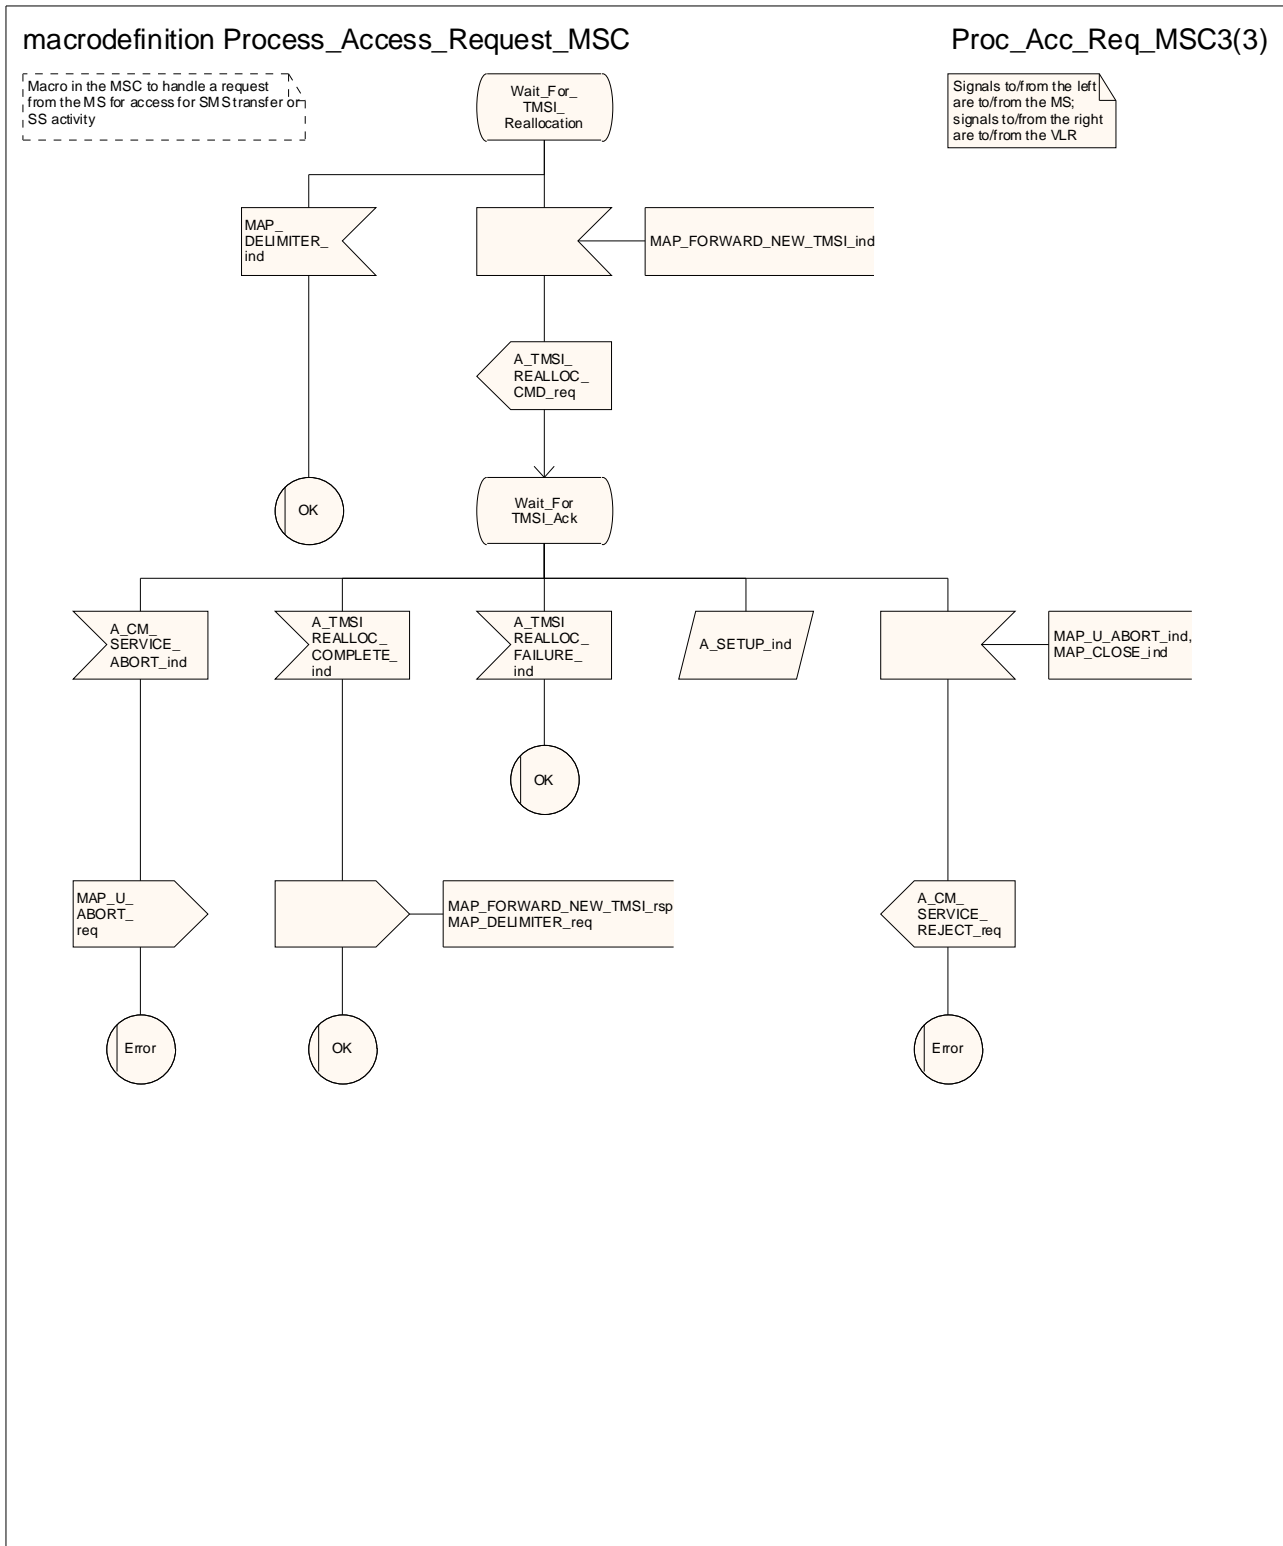 macrodefinition Process_Access_Request_MSC
Proc_Acc_Req_MSC3(3)
Macro in the MSC to handle a request
from the MS for access for SMS transfer or
SS activity
Wait_For_
TMSI_
Reallocation
Signals to/from the left
are to/from the MS;
signals to/from the right
are to/from the VLR
MAP_
DELIMITER_
ind
MAP_FORWARD_NEW_TMSI_ind
A_TMSI_
REALLOC_
CMD_req
OK
Wait_For
TMSI_Ack
A_CM_
SERVICE_
ABORT_ind
A_TMSI
REALLOC_
COMPLETE_
ind
A_TMSI
REALLOC_
FAILURE_
ind
A_SETUP_ind
MAP_U_ABORT_ind,
MAP_CLOSE_ind
OK
MAP_U_
ABORT_
req
MAP_FORWARD_NEW_TMSI_rsp
MAP_DELIMITER_req
A_CM_
SERVICE_
REJECT_req
Error
OK
Error